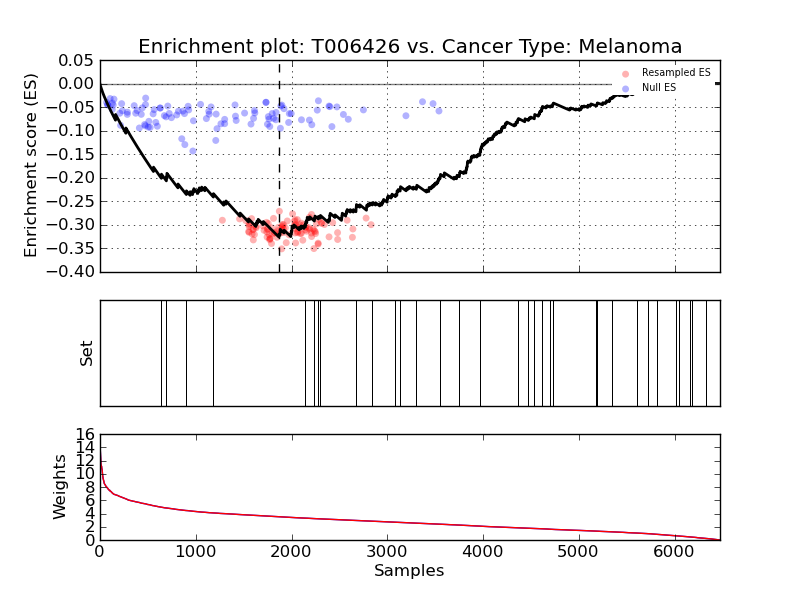 Enrichment plot: T006426 vs. Cancer Type: Melanoma
Enrichment score (ES)
0.05
0.00
−0.05
−0.10
−0.15
−0.20
−0.25
−0.30
−0.35
−0.40
Resampled ES
Null ES
Set
Weights
16
14
12
10
8
6
4
2
0
0 1000 2000 3000 4000 5000 6000
Samples